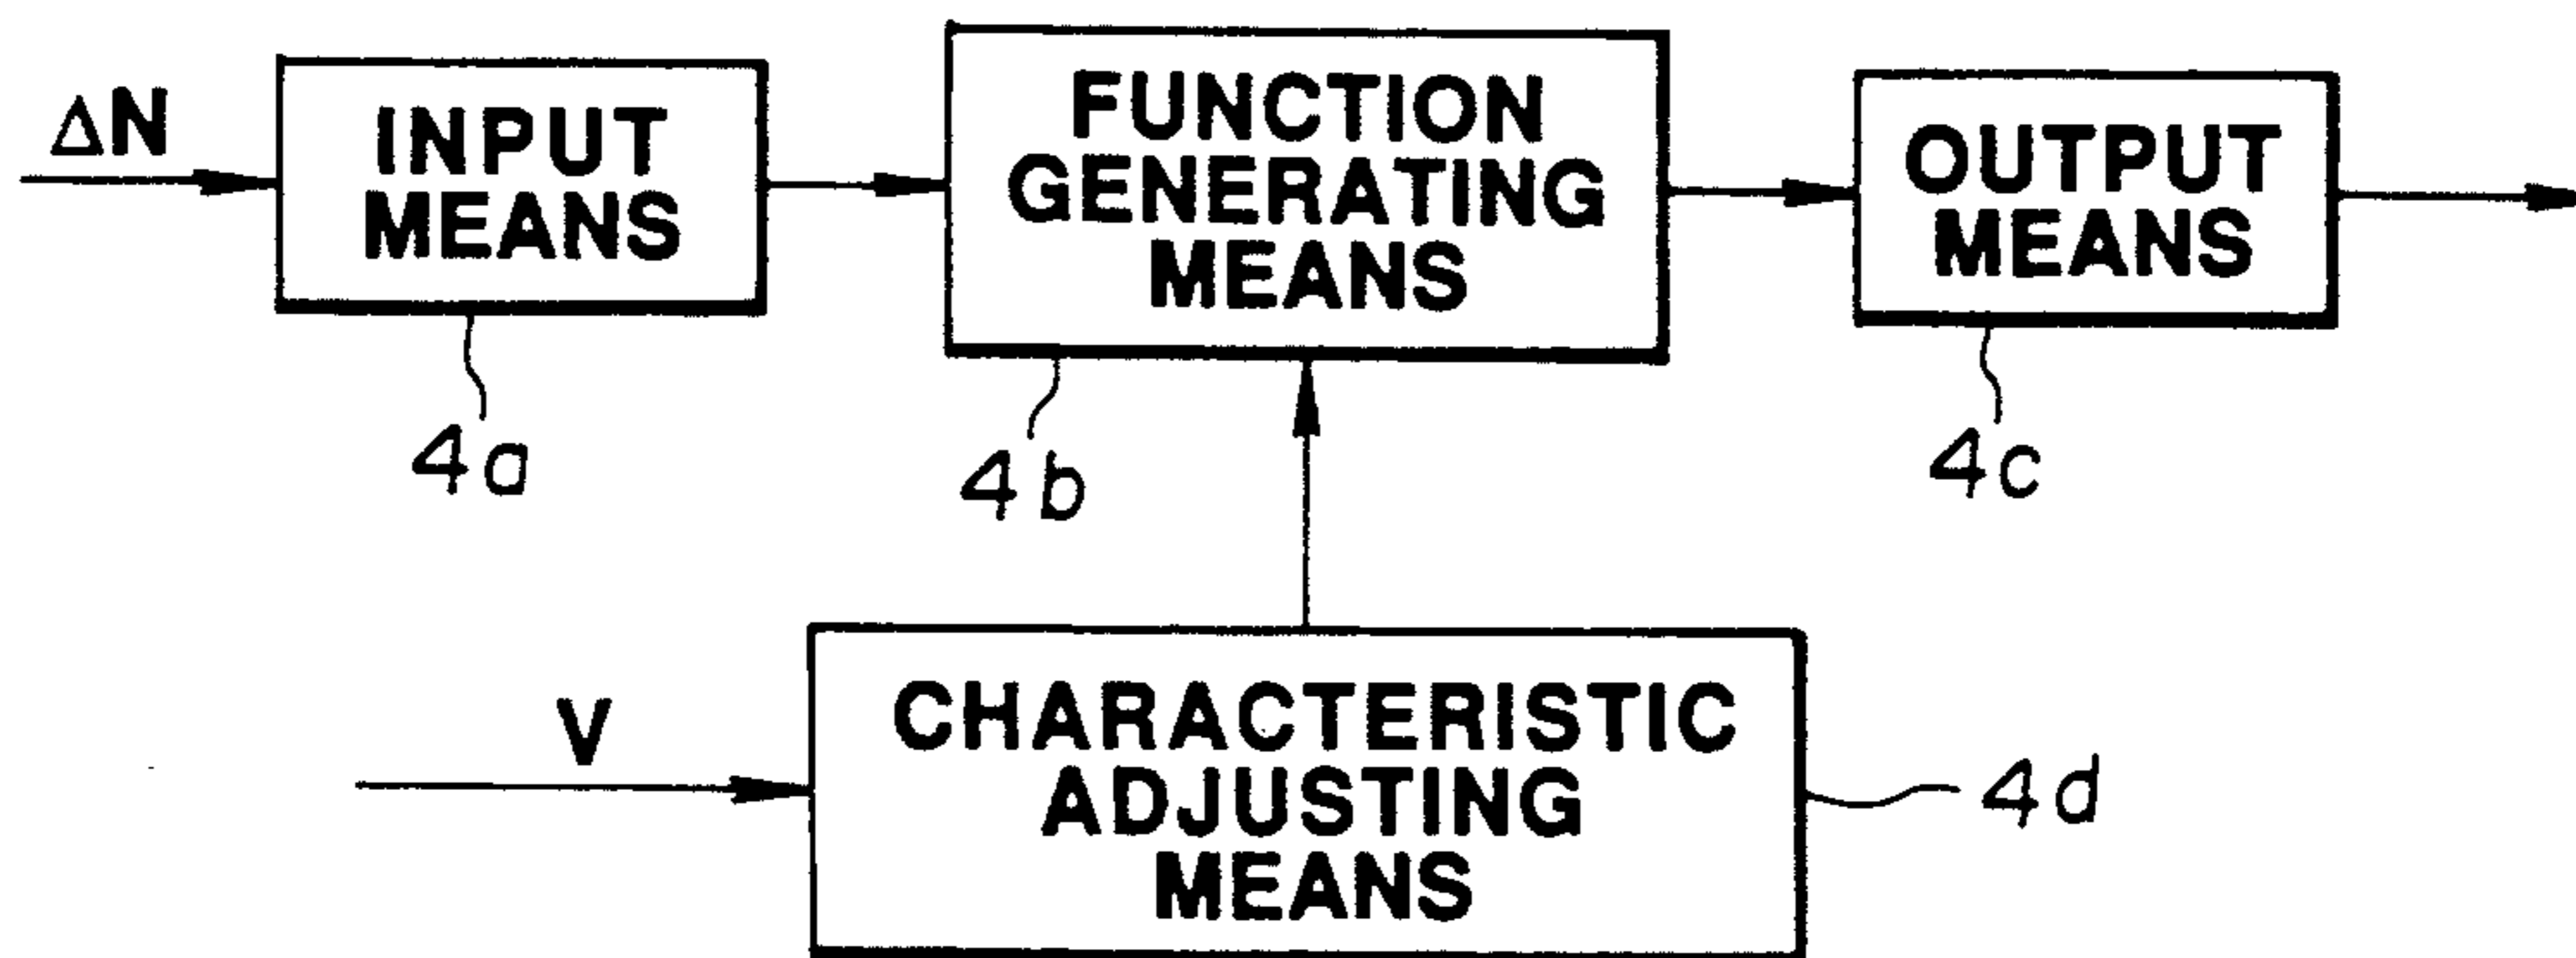 ΔN
INPUT
MEANS
FUNCTION
GENERATING
MEANS
OUTPUT
MEANS
4a
4b
4c
V
CHARACTERISTIC
ADJUSTING
MEANS
4d